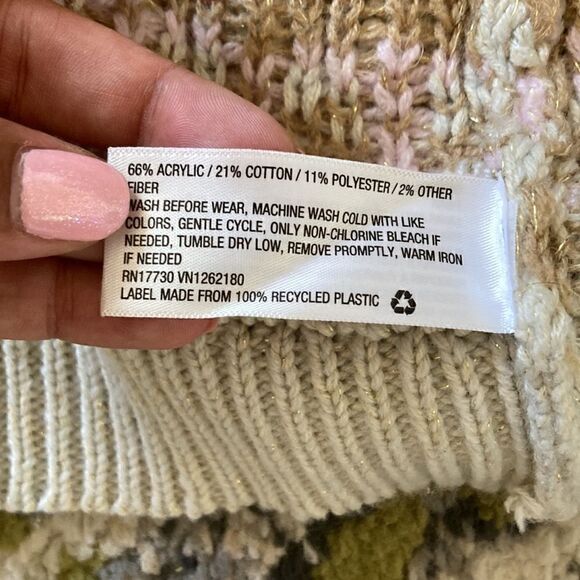 66% ACRYLIC / 21% COTTON / 11% POLYESTER / 2% OTHER
FIBER
WASH BEFORE WEAR, MACHINE WASH COLD WITH LIKE
COLORS, GENTLE CYCLE, ONLY NON-CHLORINE BLEACH IF
NEEDED, TUMBLE DRY LOW, REMOVE PROMPTLY, WARM IRON
IF NEEDED
RN17730 VN1262180
LABEL MADE FROM 100% RECYCLED PLASTIC